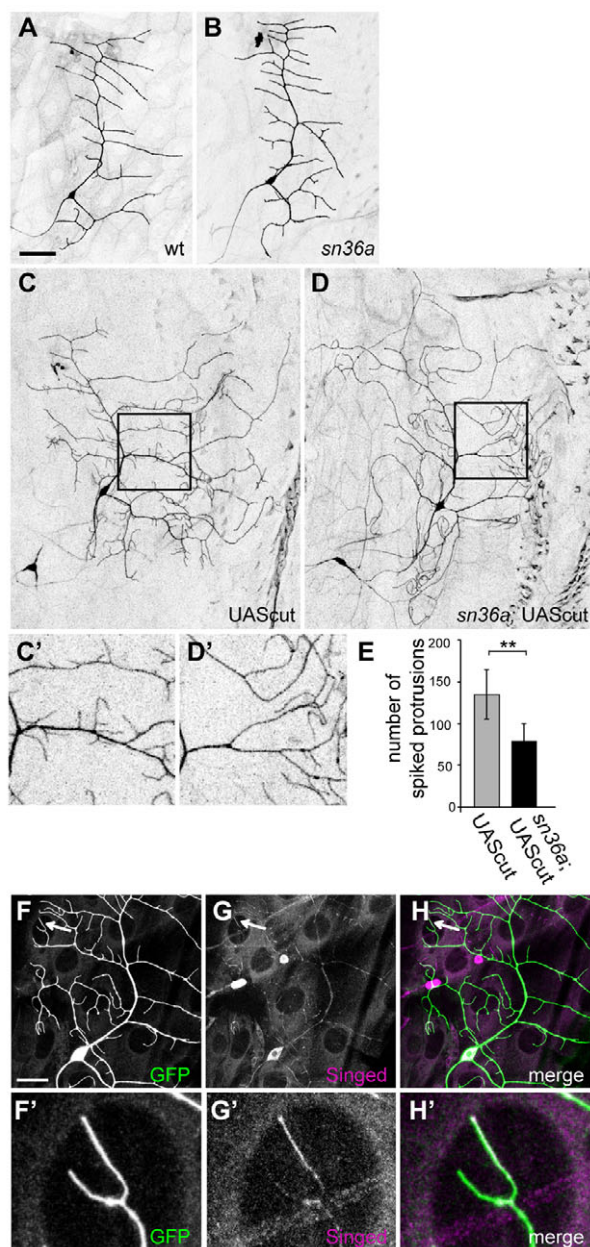 A
B
wt
sn36a
C
D
UAScut
sn36a; UAScut
C'
D'
E
number of
spiked protrusions
200
150
100
50
0
**
UAScut
sn36a;
UAScut
F
G
H
GFP
Singed
merge
F'
G'
H'
GFP
Singed
merge